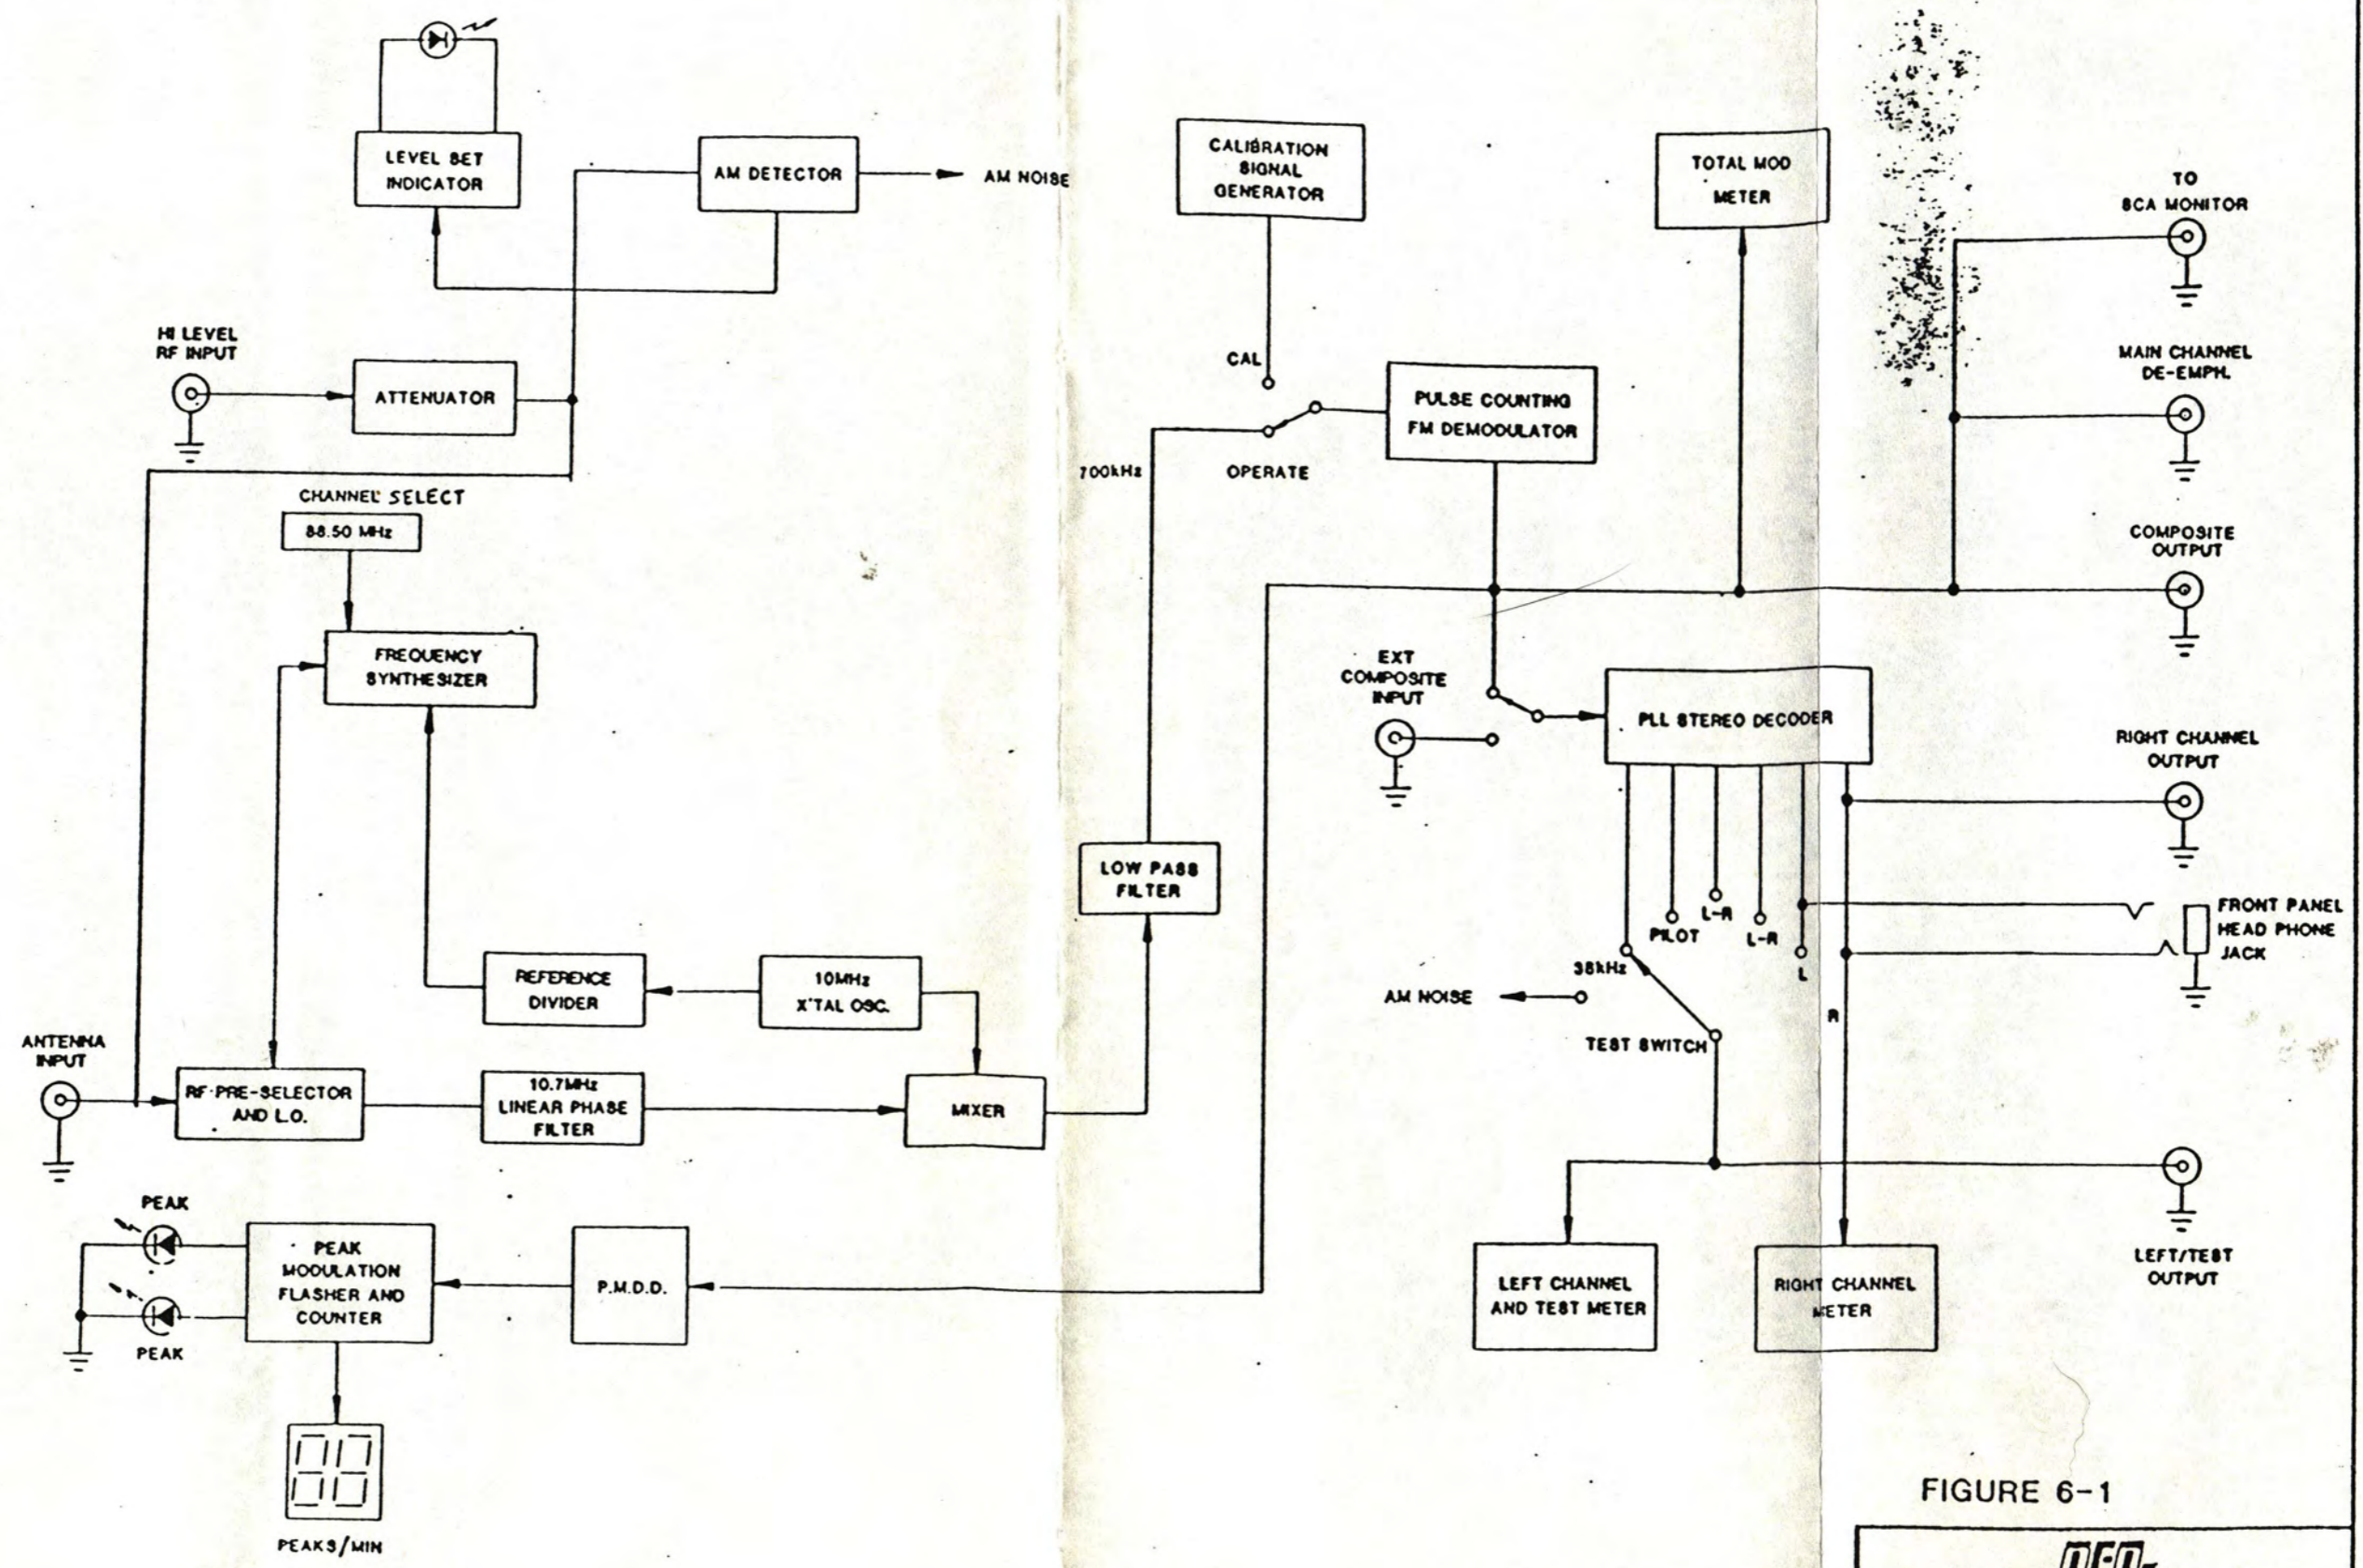 LEVEL SET
INDICATOR
AM DETECTOR
AM NOISE
CALIBRATION
SIGNAL
GENERATOR
TOTAL MOD
METER
TO
SCA MONITOR
HI LEVEL
RF INPUT
ATTENUATOR
CAL
PULSE COUNTING
FM DEMODULATOR
MAIN CHANNEL
DE-EMPH.
700kHz
OPERATE
CHANNEL SELECT
88.50 MHz
COMPOSITE
OUTPUT
FREQUENCY
SYNTHESIZER
EXT
COMPOSITE
INPUT
PLL STEREO DECODER
RIGHT CHANNEL
OUTPUT
LOW PASS
FILTER
PILOT
L-R
L-R
L
FRONT PANEL
HEAD PHONE
JACK
38kHz
REFERENCE
DIVIDER
10MHz
X'TAL OSC.
AM NOISE
R
TEST SWITCH
ANTENNA
INPUT
RF PRE-SELECTOR
AND L.O.
10.7MHz
LINEAR PHASE
FILTER
MIXER
PEAK
PEAK
MODULATION
FLASHER AND
COUNTER
P.M.D.D.
LEFT CHANNEL
AND TEST METER
RIGHT CHANNEL
METER
LEFT/TEST
OUTPUT
PEAK
PEAKS/MIN
FIGURE 6-1